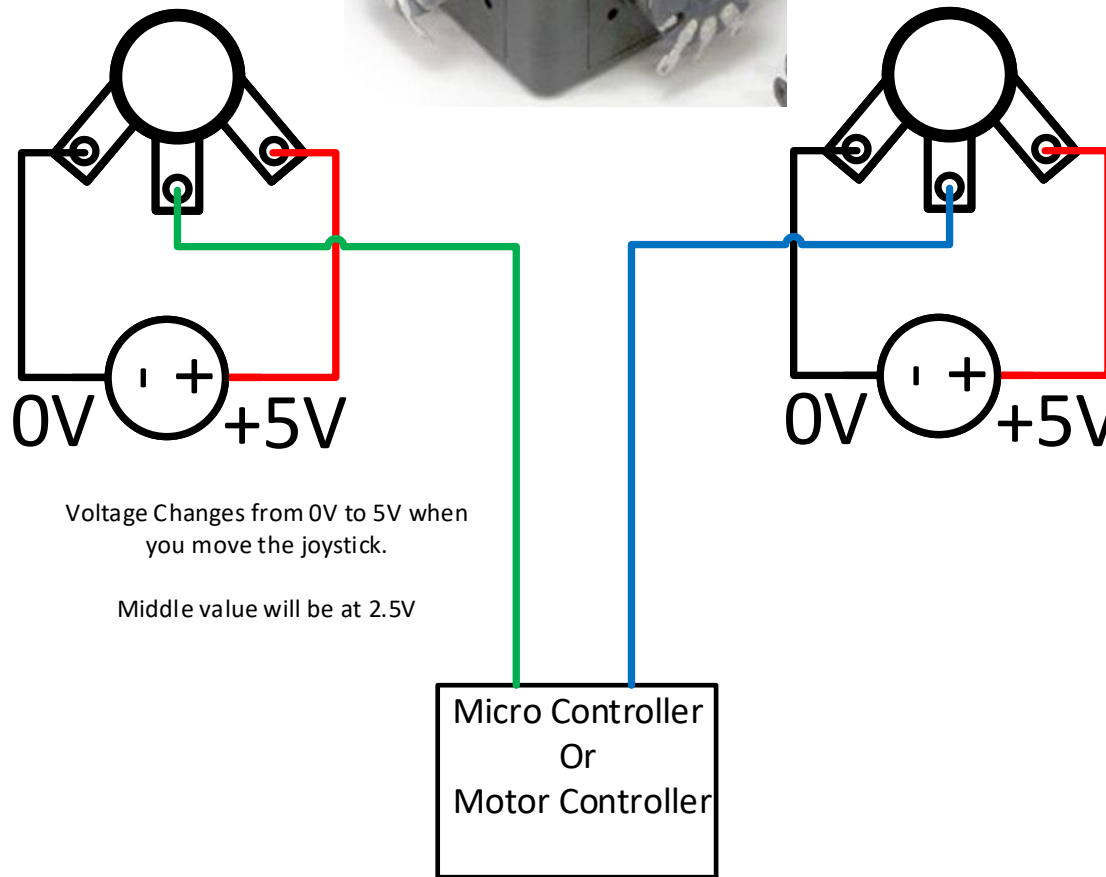 - +
- +
0V +5V
0V +5V
Voltage Changes from 0V to 5V when
you move the joystick.
Middle value will be at 2.5V
Micro Controller
Or
Motor Controller